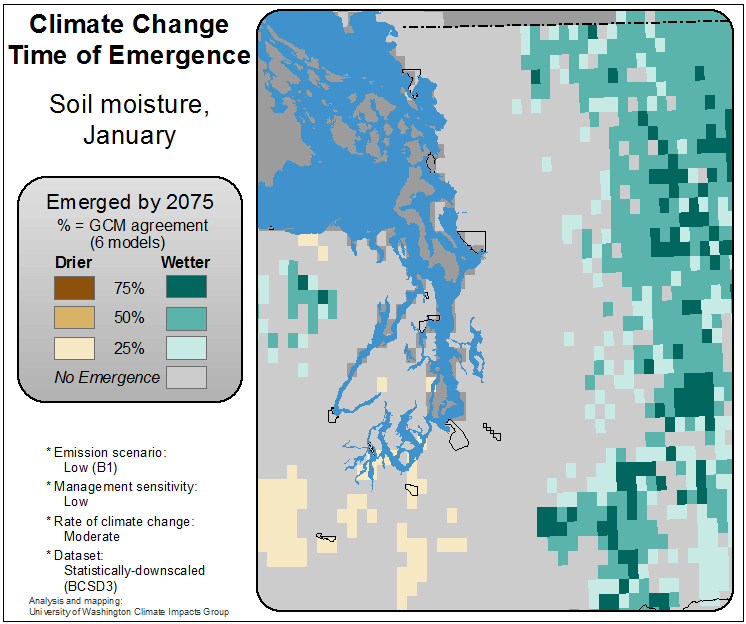 Climate Change
Time of Emergence
Soil moisture,
January
Emerged by 2075
% = GCM agreement
(6 models)
Drier Wetter
75%
50%
25%
No Emergence
* Emission scenario:
Low (B1)
* Management sensitivity:
Low
* Rate of climate change:
Moderate
* Dataset:
Statistically-downscaled
(BCSD3)
Analysis and mapping:
University of Washington Climate Impacts Group